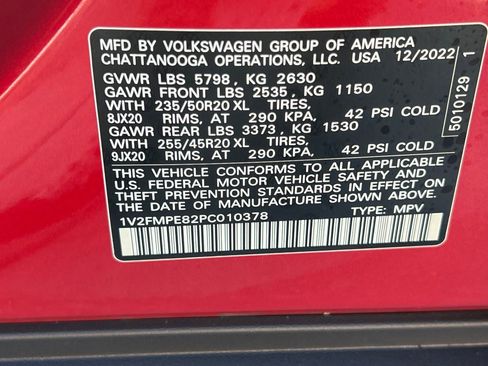 MFD BY VOLKSWAGEN GROUP OF AMERICA
CHATTANOOGA OPERATIONS, LLC. USA 12/2022
GVWR LBS 5798, KG 2630
GAWR FRONT LBS 2535, KG 1150
WITH 235/50R20 XL TIRES,
8JX20 RIMS, AT 290 KPA, 42 PSI COLD
GAWR REAR LBS 3373, KG 1530
WITH 255/45R20 XL TIRES,
9JX20 RIMS, AT 290 KPA, 42 PSI COLD
THIS VEHICLE CONFORMS TO ALL APPLICABLE
U.S. FEDERAL MOTOR VEHICLE SAFETY AND
THEFT PREVENTION STANDARDS IN EFFECT ON
THE DATE OF MANUFACTURE SHOWN ABOVE.
1V2FMPE82PC010378 TYPE: MPV
5010129 1